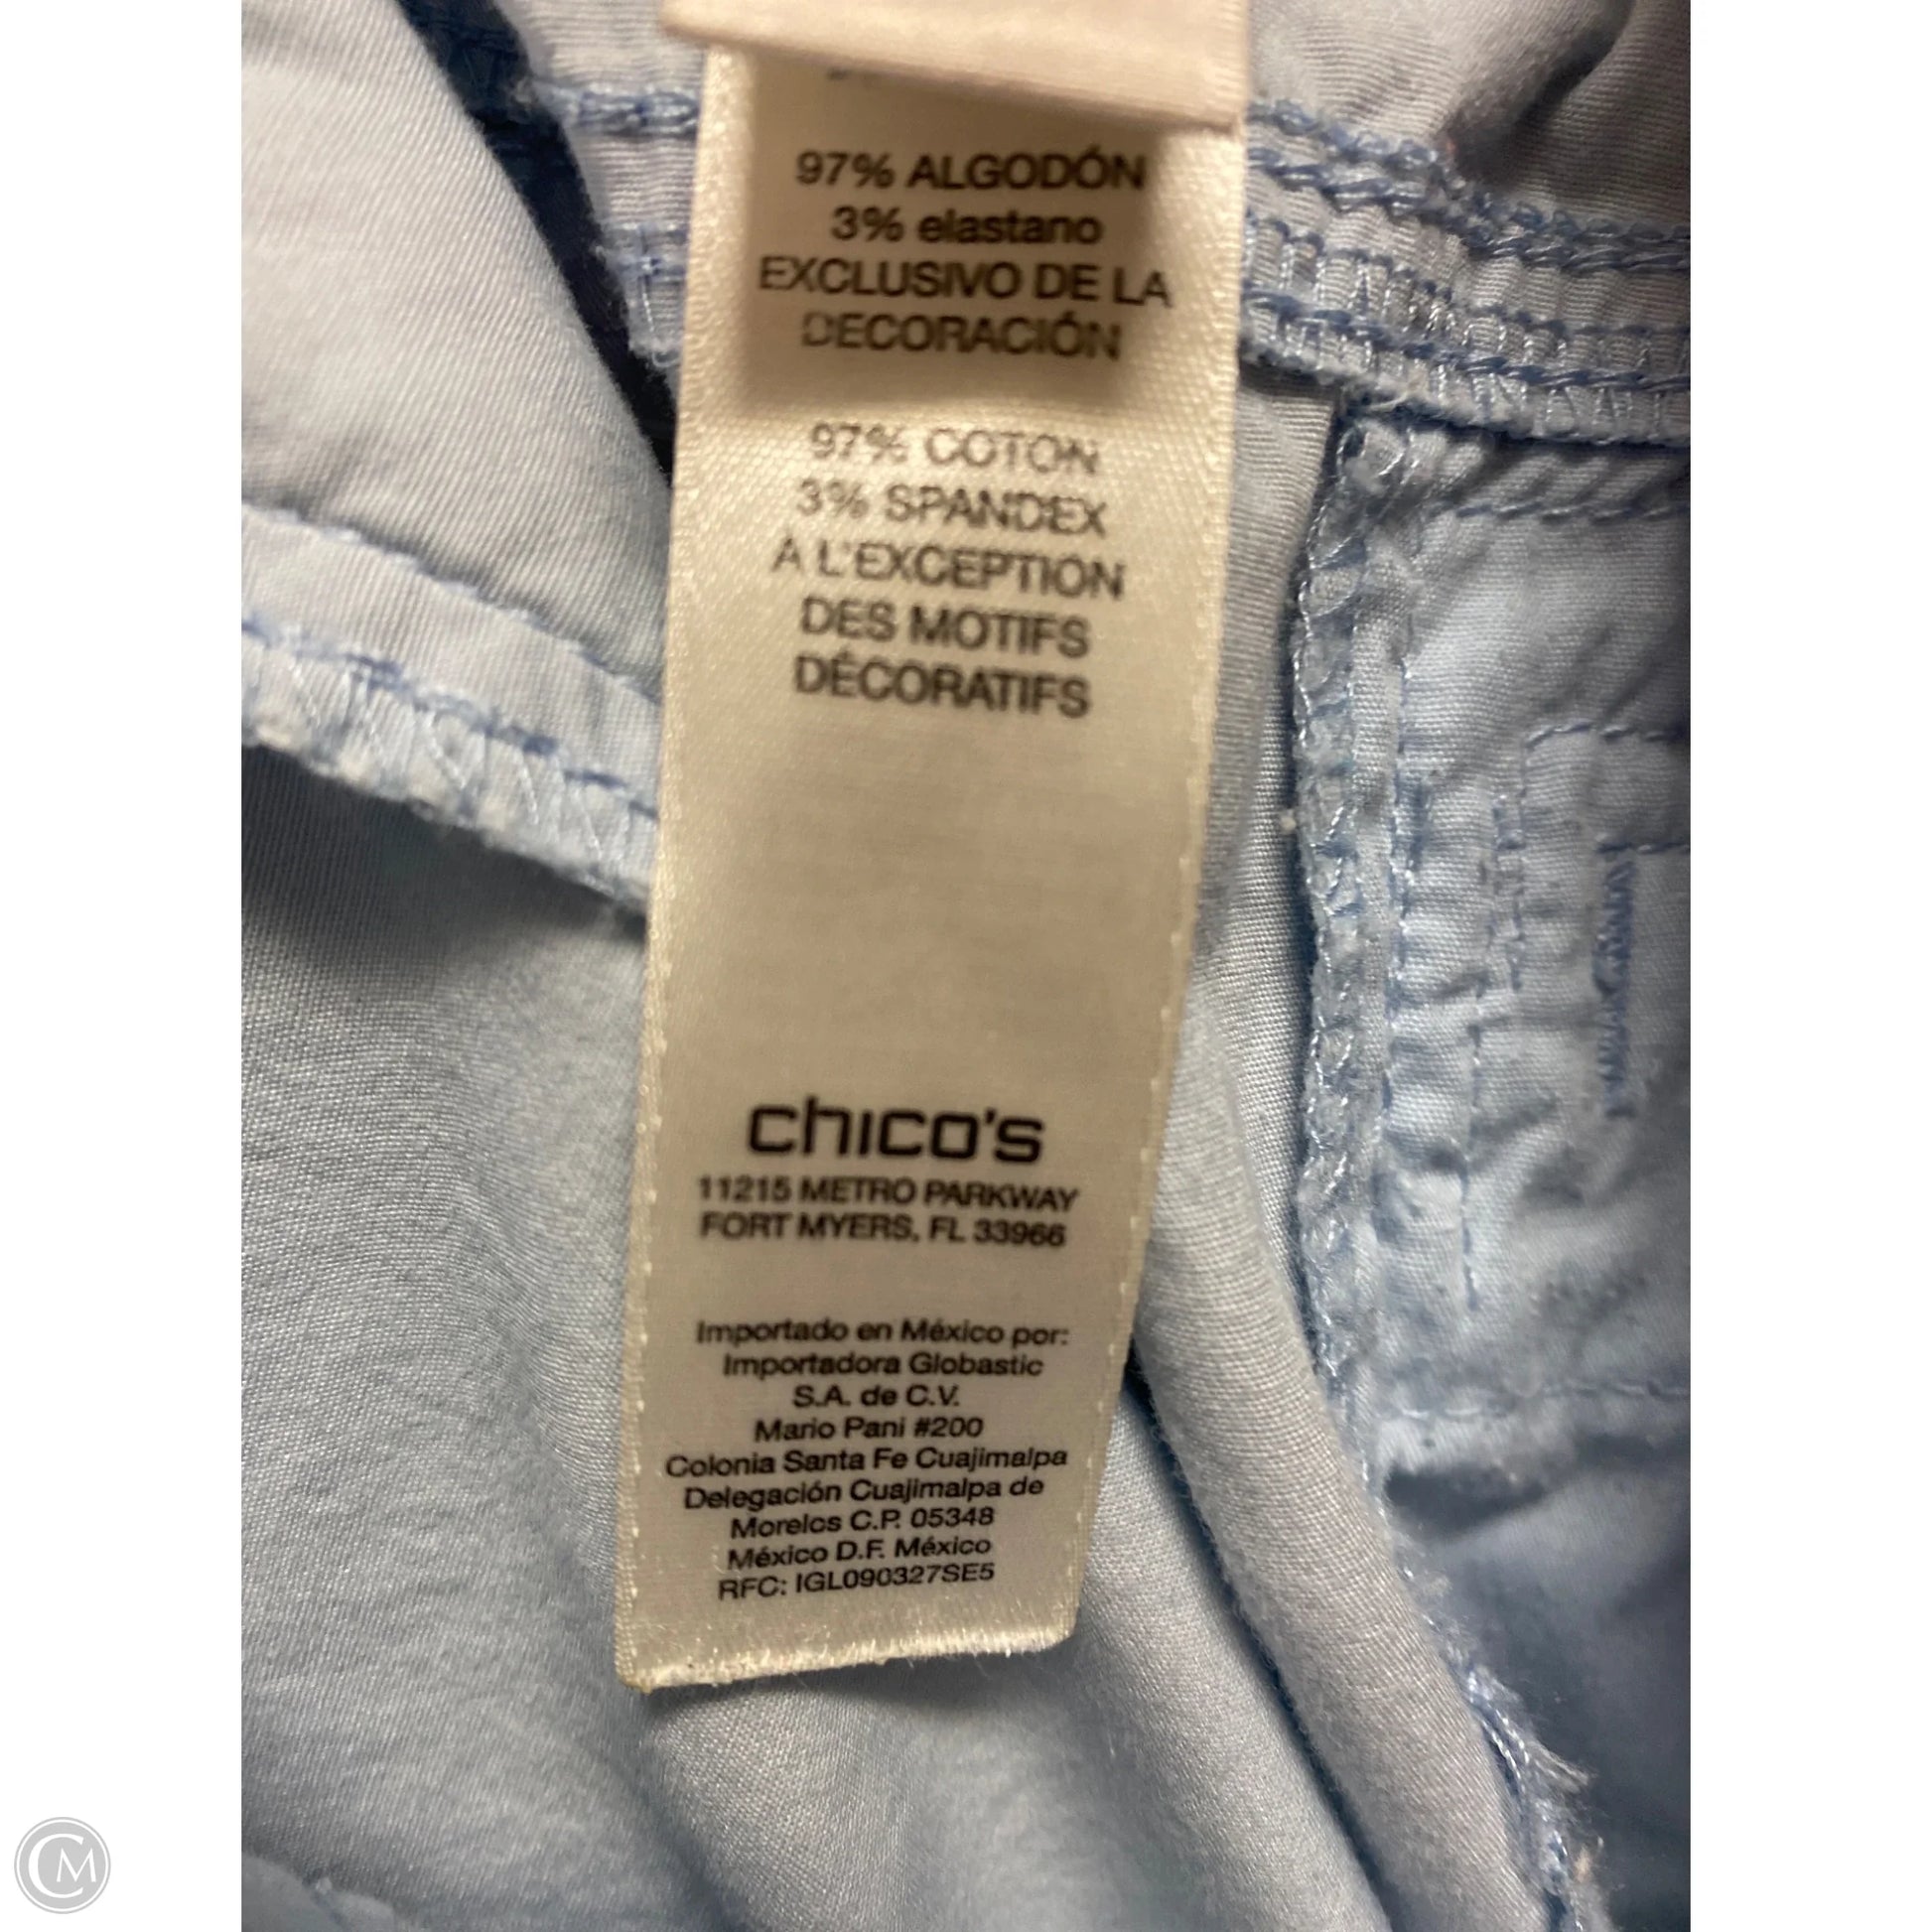 97% ALGODÓN
3% elastano
EXCLUSIVO DE LA
DECORACIÓN
97% COTON
3% SPANDEX
À L'EXCEPTION
DES MOTIFS
DÉCORATIFS
chico's
11215 METRO PARKWAY
FORT MYERS, FL 33966
Importado en México por:
Importadora Globastic
S.A. de C.V.
Mario Pani #200
Colonia Santa Fe Cuajimalpa
Delegación Cuajimalpa de
Morelos C.P. 05348
México D.F. México
RFC: IGL090327SE5
CM